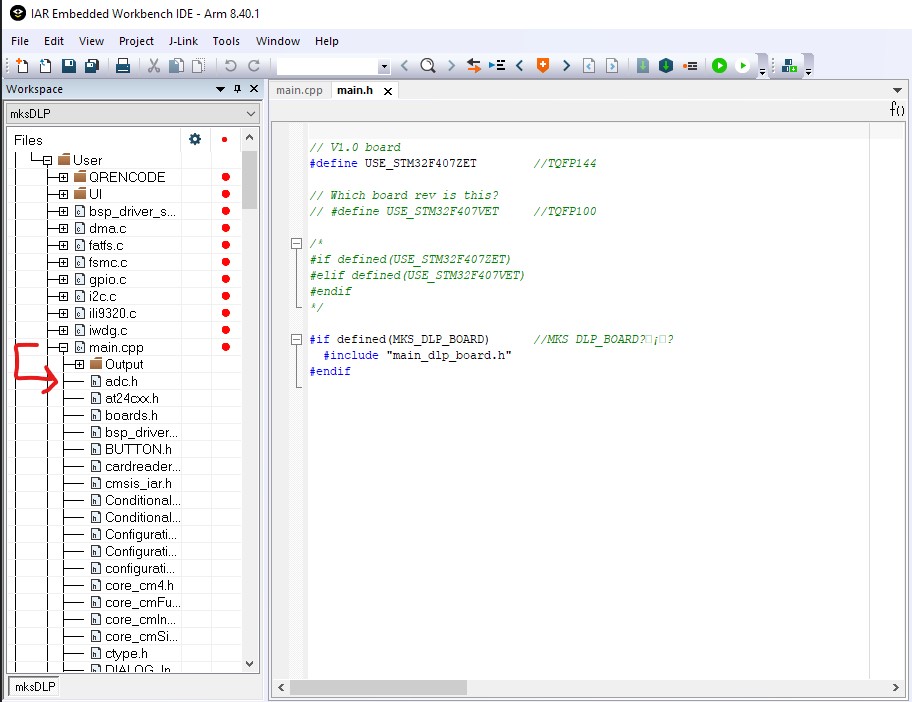 IAR Embedded Workbench IDE - Arm 8.40.1
File Edit View Project J-Link Tools Window Help
Workspace
mksDLP
Files
User
QRENCODE
UI
bsp_driver_s...
dma.c
fatfs.c
fsmc.c
gpio.c
i2c.c
ili9320.c
iwdg.c
main.cpp
Output
adc.h
at24cxx.h
boards.h
bsp_driver...
BUTTON.h
cardreader...
cmsis_iar.h
Conditional...
Conditional...
Configurati...
Configurati...
configurati...
core_cm4.h
core_cmFu...
core_cmIn...
core_cmSi...
ctype.h
DIALOG_In
mksDLP
main.cpp main.h
f()
// V1.0 board
#define USE_STM32F407ZET //TQFP144
// Which board rev is this?
// #define USE_STM32F407VET //TQFP100
/*
#if defined(USE_STM32F407ZET)
#elif defined(USE_STM32F407VET)
#endif
*/
#if defined(MKS_DLP_BOARD) //MKS DLP_BOARD?□¡□?
#include "main_dlp_board.h"
#endif